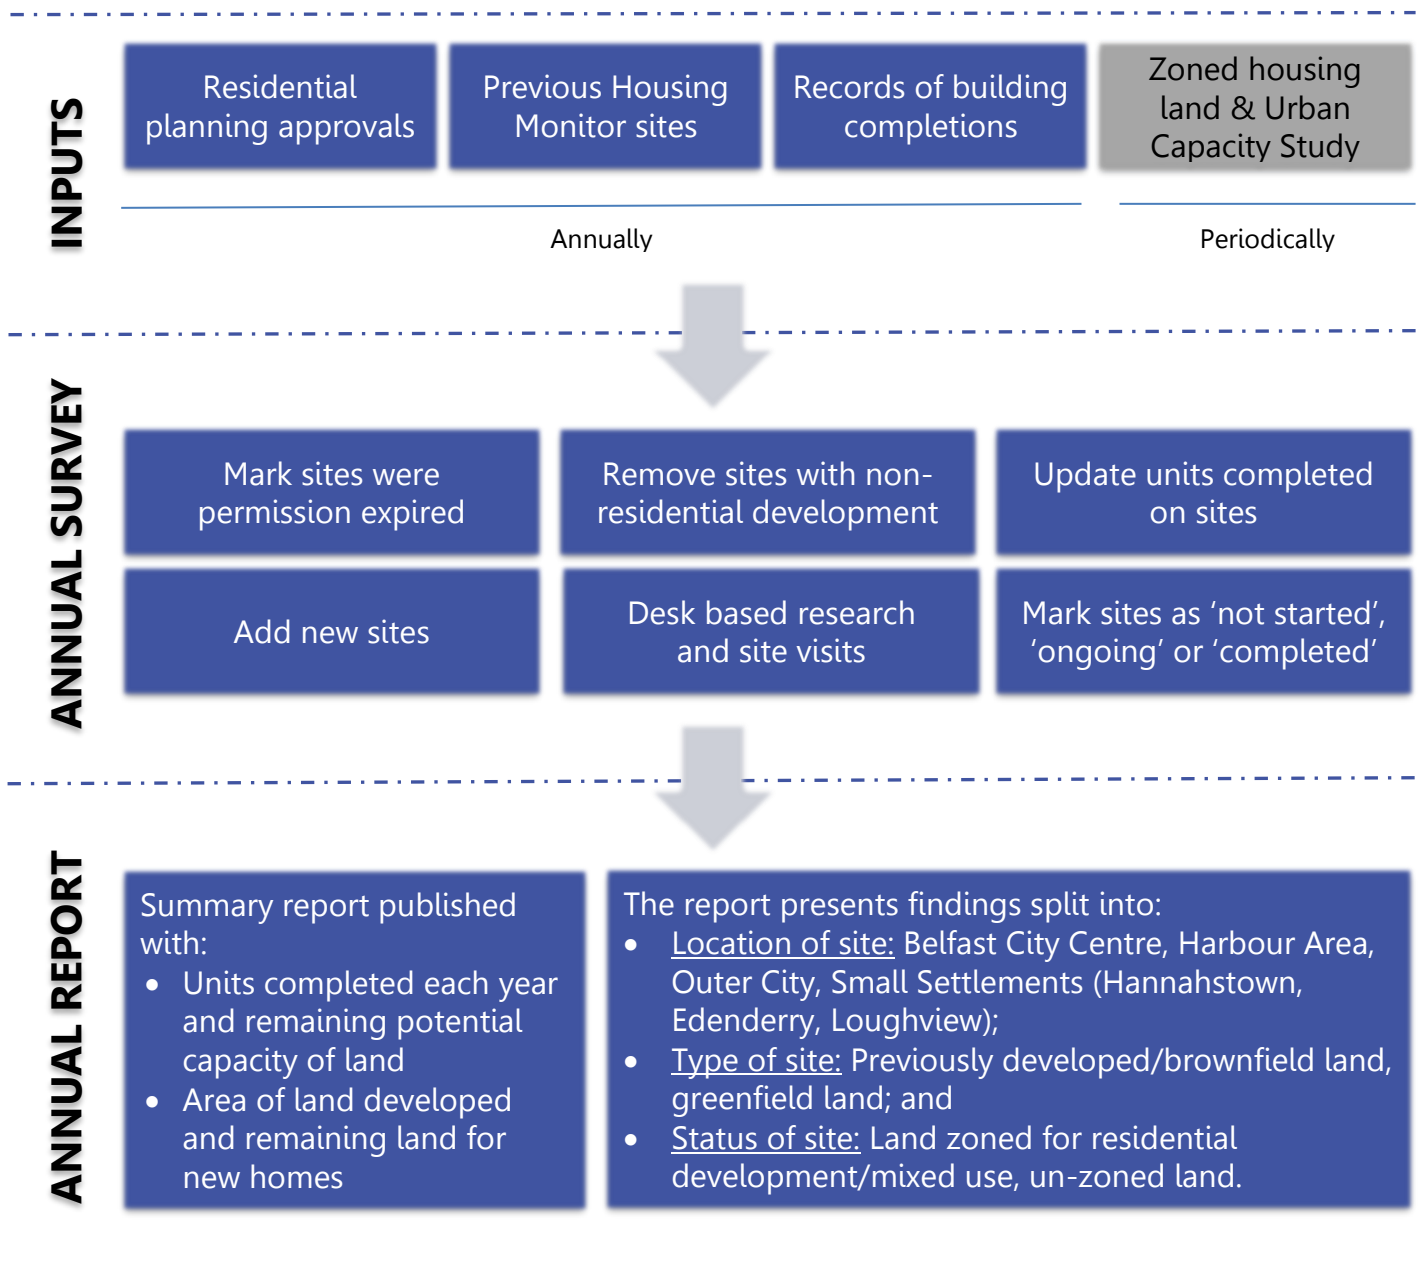 INPUTS
Residential
planning approvals
Previous Housing
Monitor sites
Records of building
completions
Zoned housing
land & Urban
Capacity Study
Annually
Periodically
ANNUAL SURVEY
Mark sites were
permission expired
Remove sites with non-
residential development
Update units completed
on sites
Add new sites
Desk based research
and site visits
Mark sites as ‘not started’,
‘ongoing’ or ‘completed’
ANNUAL REPORT
Summary report published
with:
• Units completed each year
and remaining potential
capacity of land
• Area of land developed
and remaining land for
new homes
The report presents findings split into:
• Location of site: Belfast City Centre, Harbour Area,
Outer City, Small Settlements (Hannahstown,
Edenderry, Loughview);
• Type of site: Previously developed/brownfield land,
greenfield land; and
• Status of site: Land zoned for residential
development/mixed use, un-zoned land.